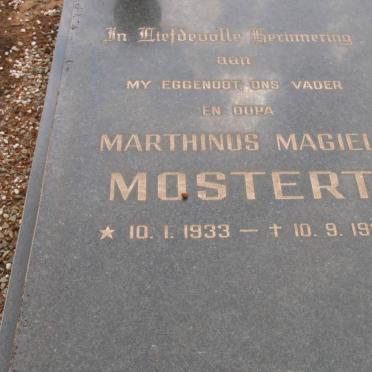 In Liefdevolle Herinnering
aan
MY EGGENOOT, ONS VADER
EN OUPA
MARTHINUS MAGIEL
MOSTERT
★ 10. 1. 1933 — ✝ 10. 9. 19